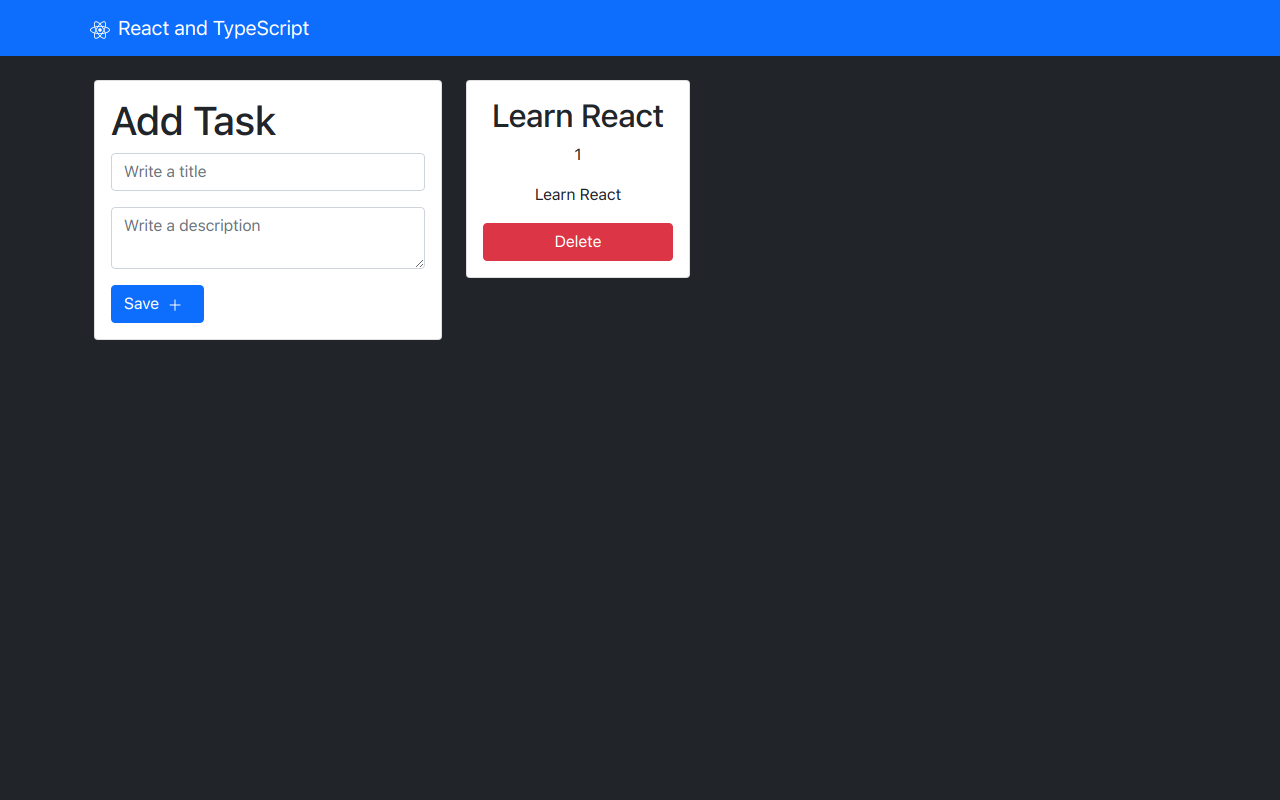 React and TypeScript
Add Task
Write a title
Write a description
Save
Learn React
1
Learn React
Delete